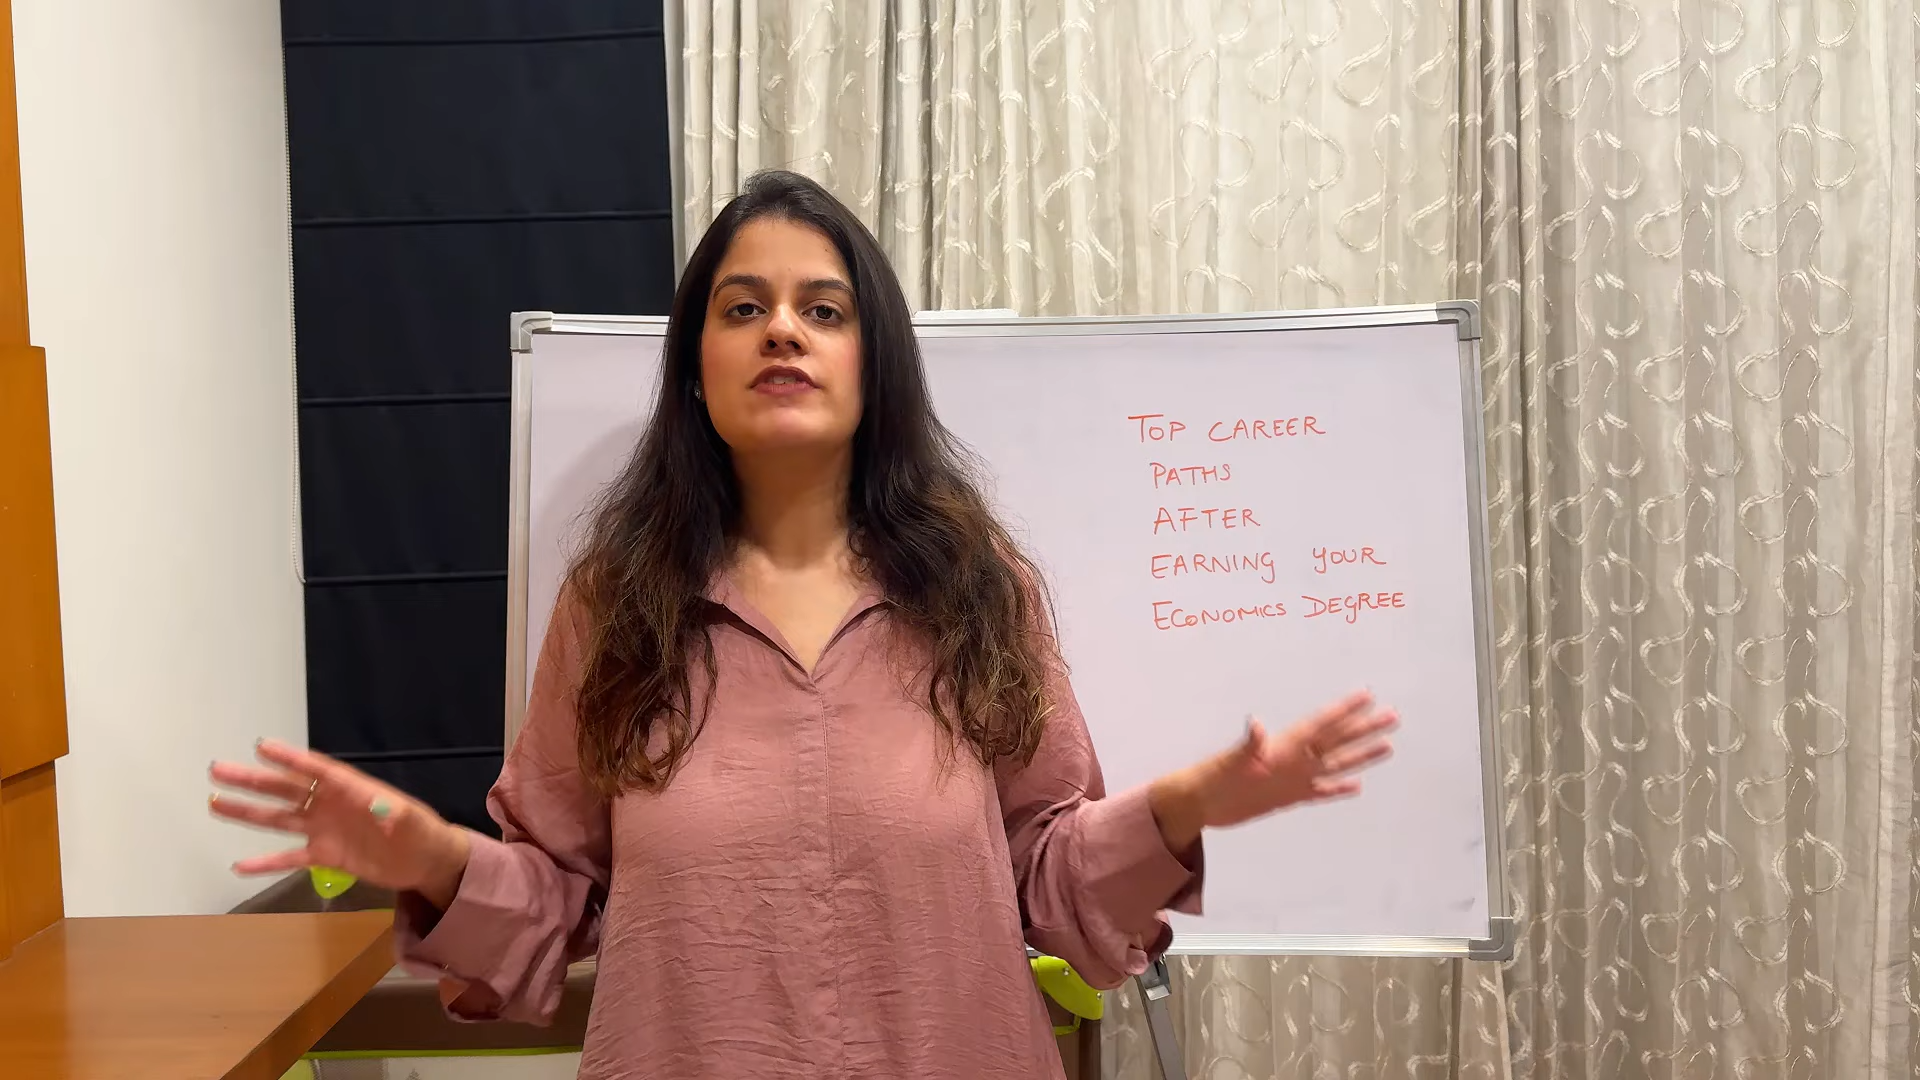 TOP CAREER
PATHS
AFTER
EARNING YOUR
ECONOMICS DEGREE